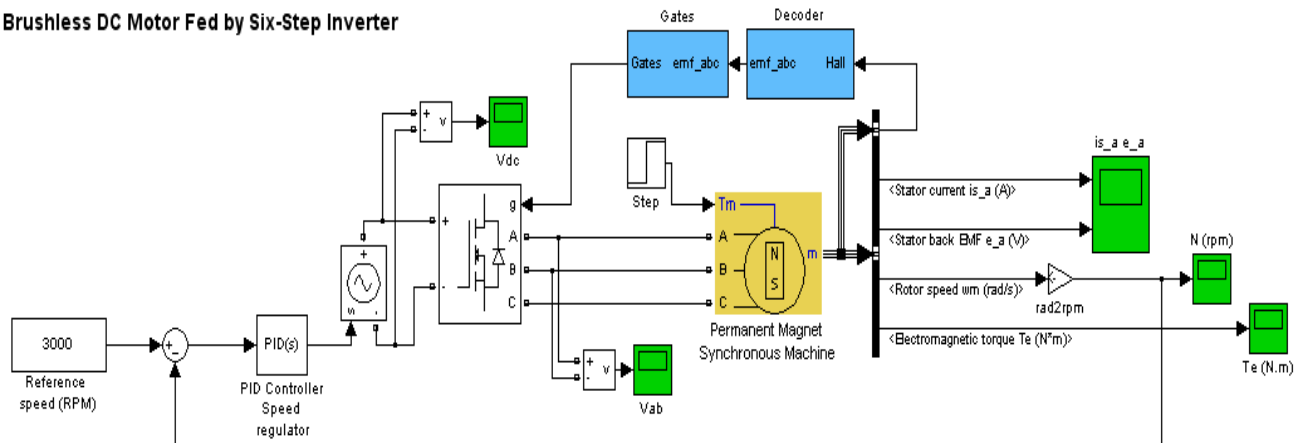 Brushless DC Motor Fed by Six-Step Inverter
Gates
Decoder
Gates emf_abc
emf_abc Hall
+
-
v
Vdc
Step
is_a e_a
g
+
-
A
B
C
Tm
A
B
C
N
S
m
<Stator current is_a (A)>
<Stator back EMF e_a (V)>
<Rotor speed wm (rad/s)>
<Electromagnetic torque Te (N*m)>
rad2rpm
N (rpm)
Te (N.m)
Permanent Magnet
Synchronous Machine
+
s
-
3000
Reference
speed (RPM)
PID(s)
PID Controller
Speed
regulator
+
-
v
Vab